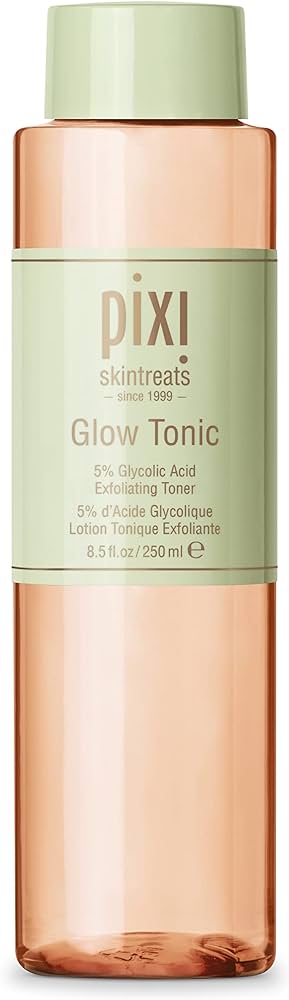 pixi
skintreats
– since 1999 –
Glow Tonic
5% Glycolic Acid
Exfoliating Toner
5% d'Acide Glycolique
Lotion Tonique Exfoliante
8.5 fl.oz/250 ml ℮